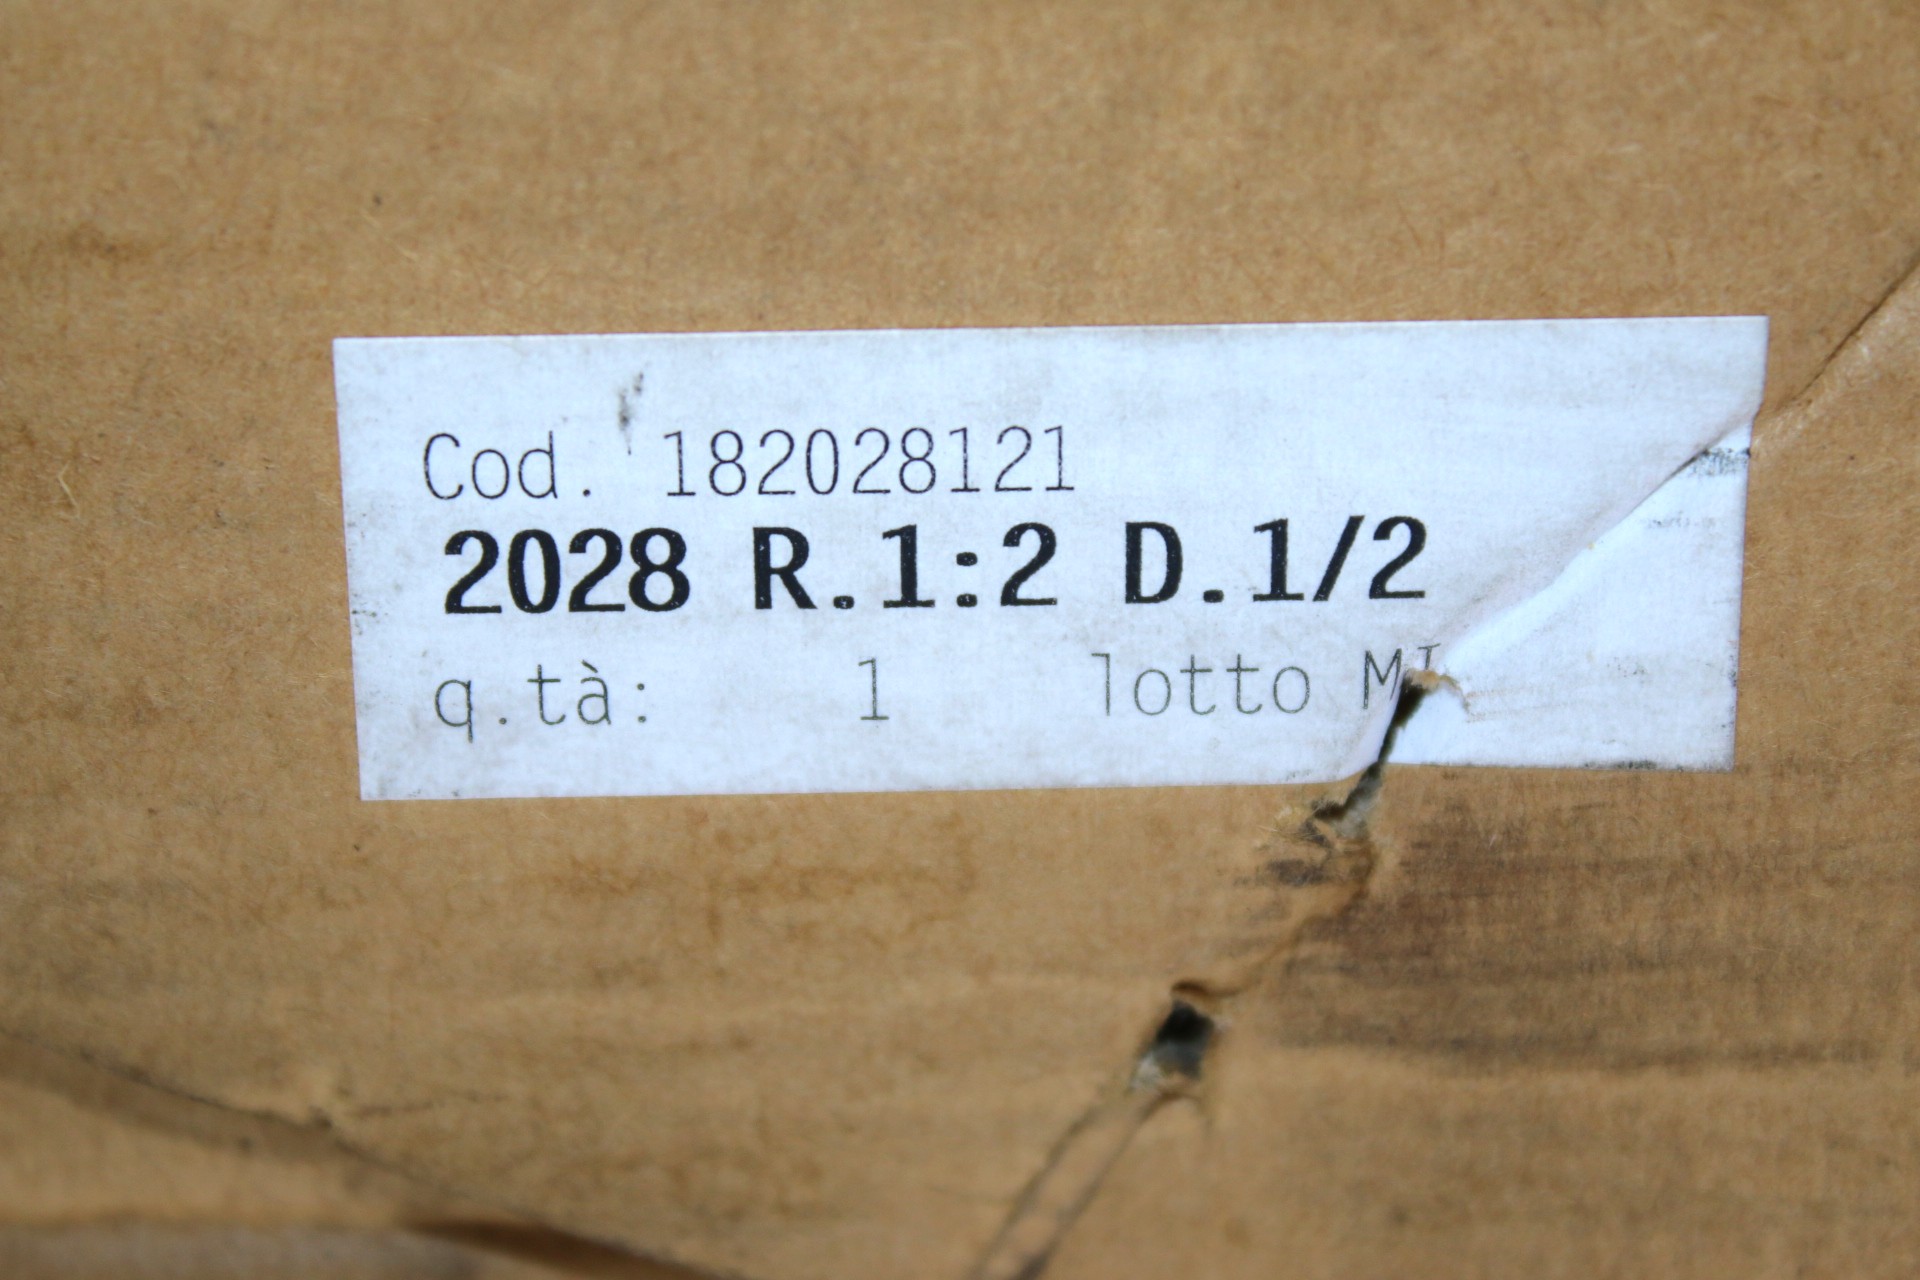 Cod. 182028121
2028 R.1:2 D.1/2
q.tà: 1 lotto